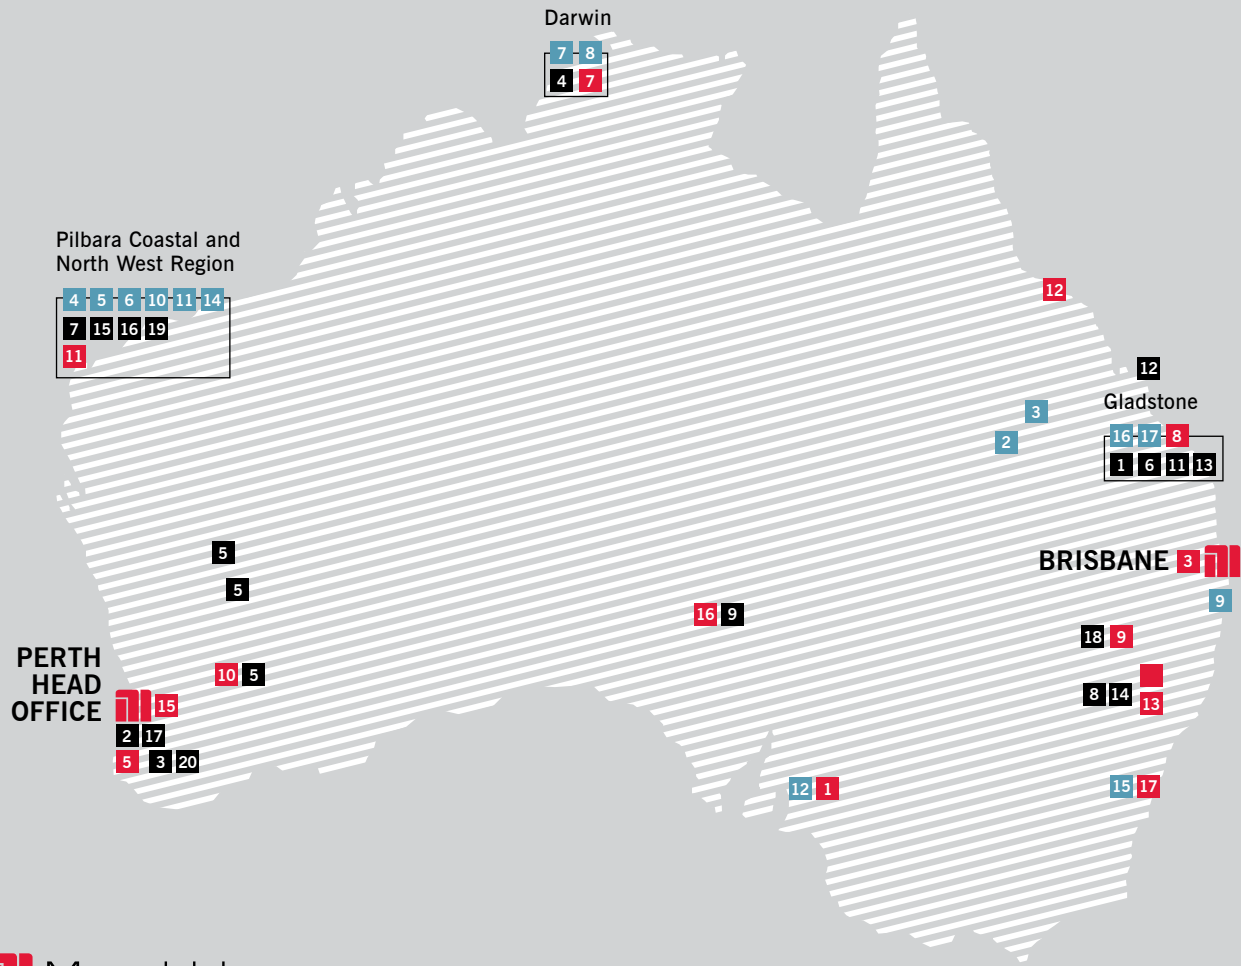 Darwin
7 8
4 7
Pilbara Coastal and
North West Region
4 5 6 10 11 14
7 15 16 19
11
12
12
Gladstone
3
2
16 17 8
1 6 11 13
5
BRISBANE 3
5
9
16 9
18 9
PERTH
HEAD
OFFICE
10 5
15
8 14
13
2 17
5 3 20
12 1
15 17